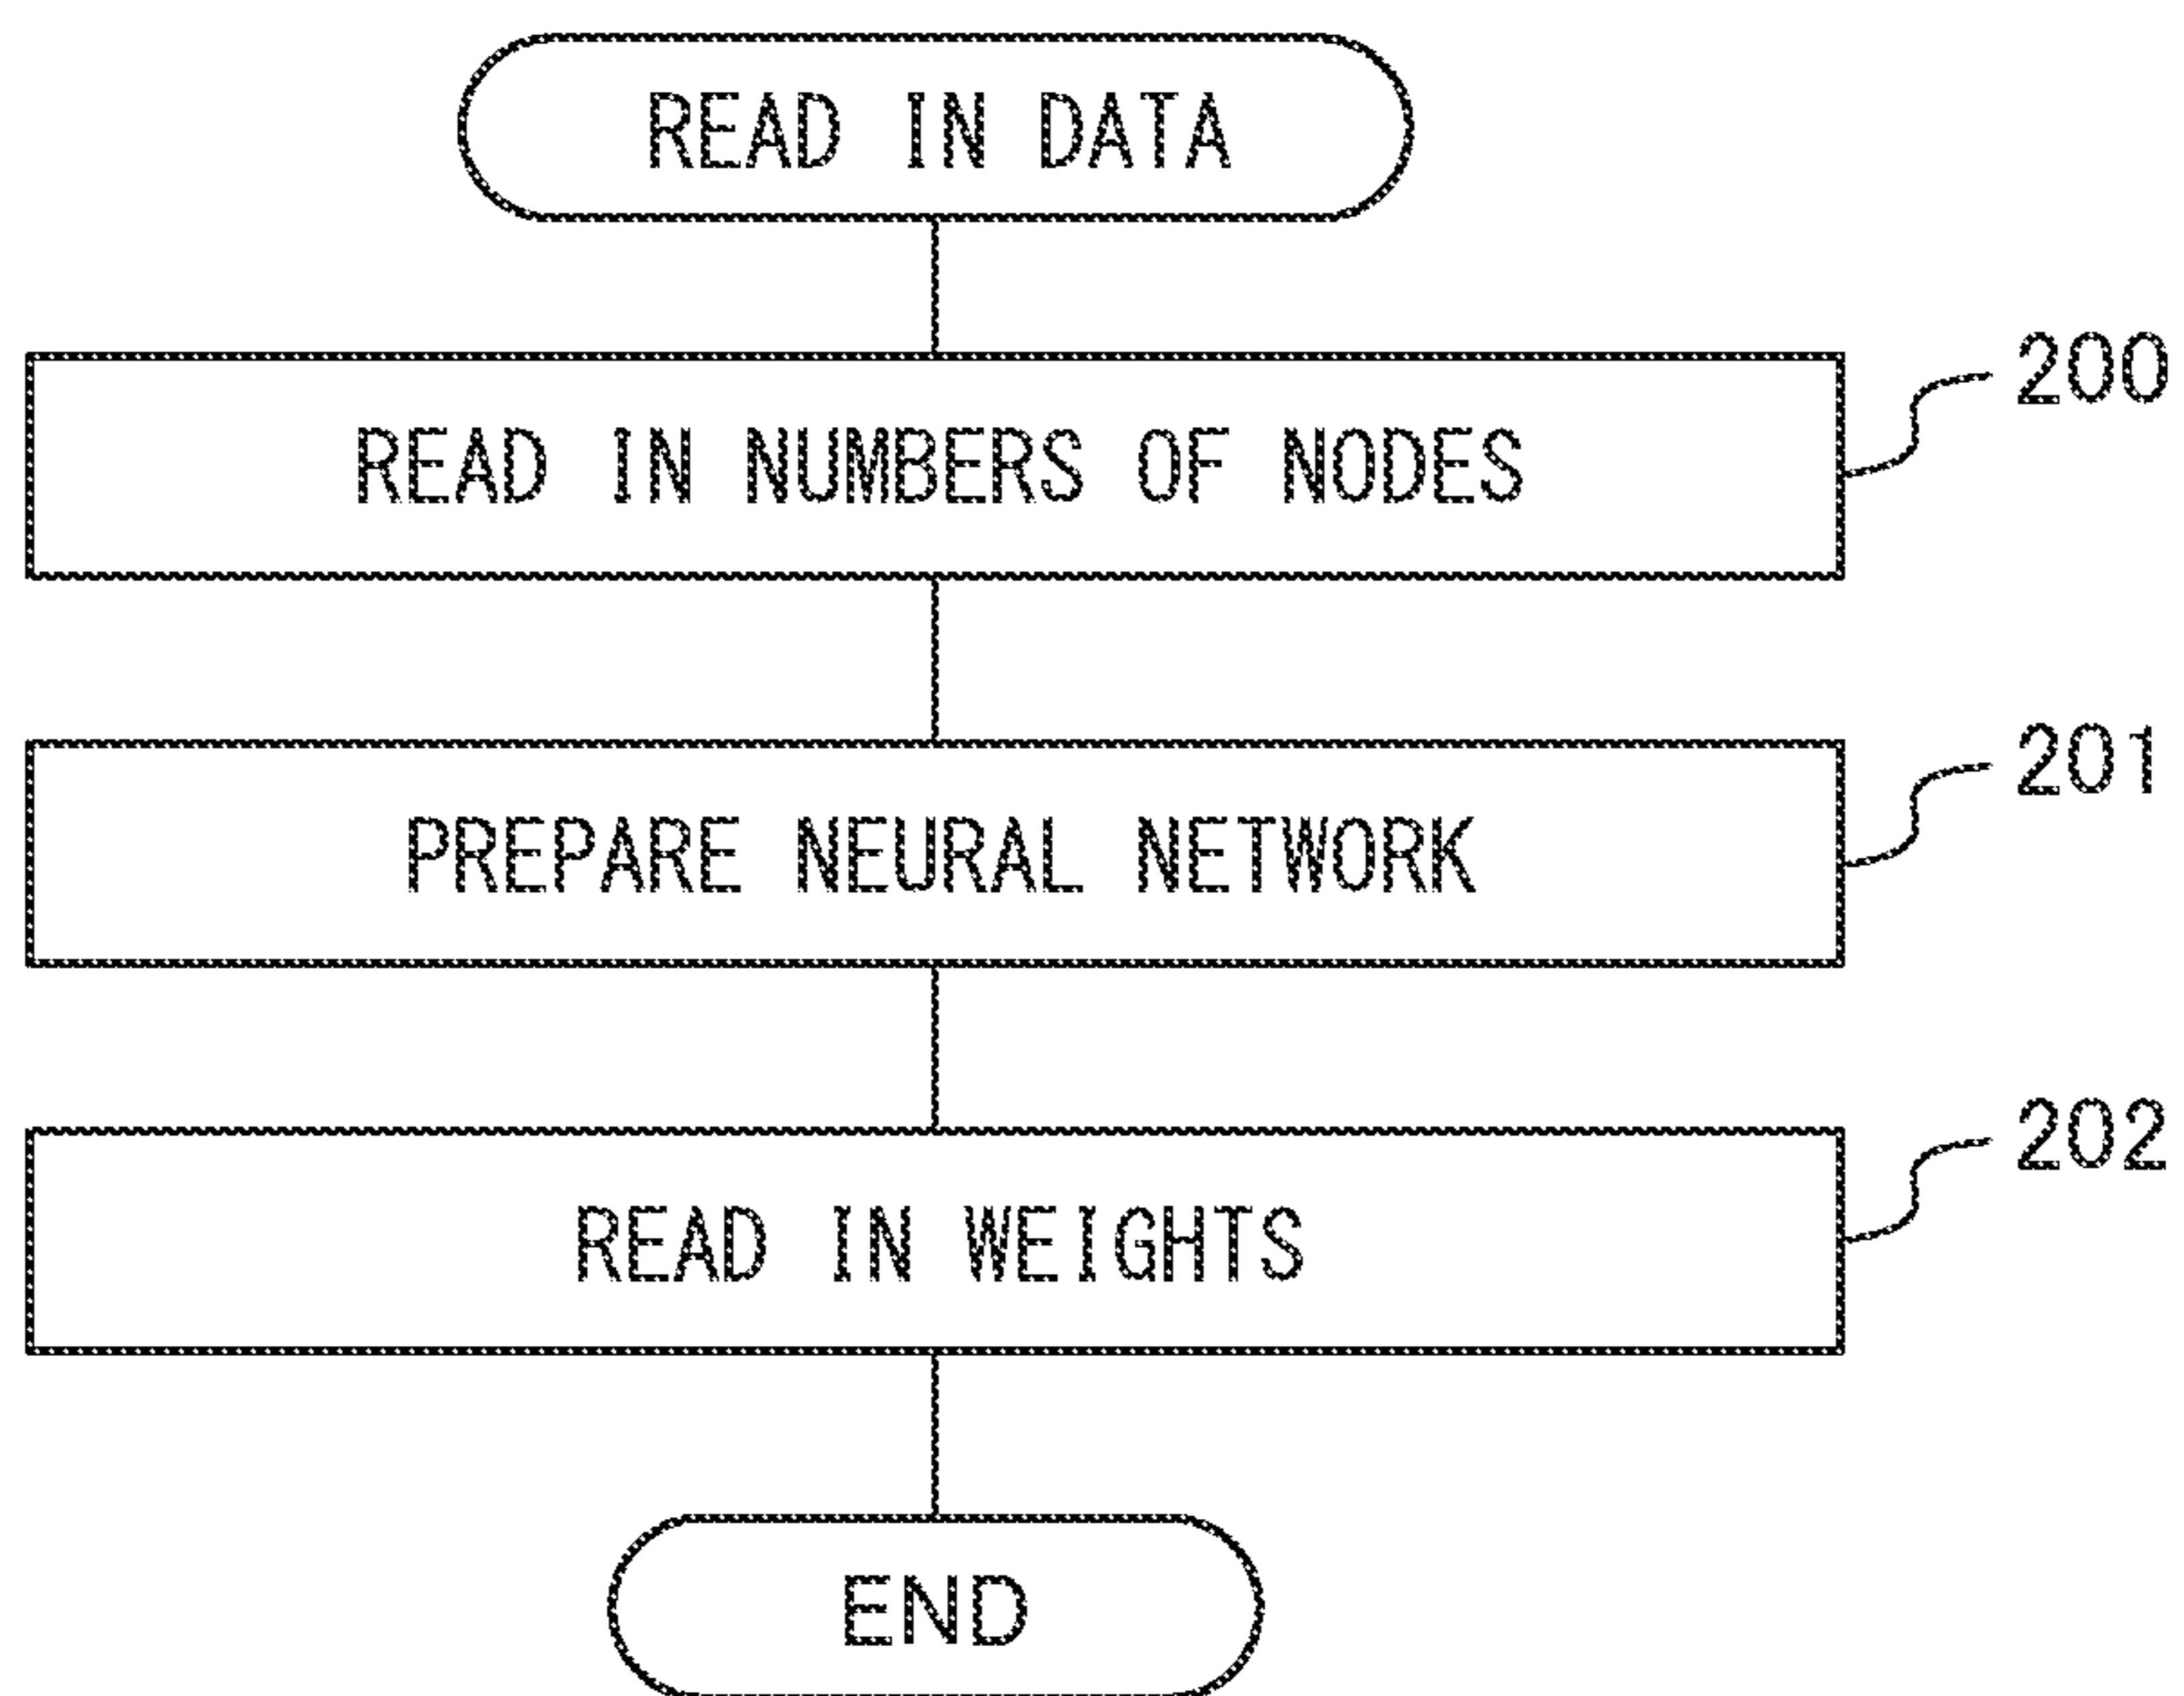 READ IN DATA
200
READ IN NUMBERS OF NODES
201
PREPARE NEURAL NETWORK
202
READ IN WEIGHTS
END